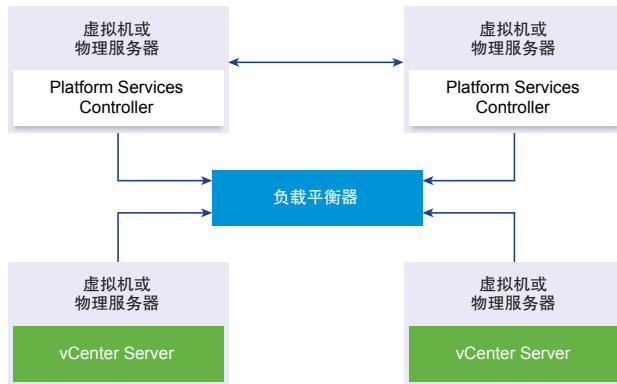 虚拟机或
物理服务器
Platform Services
Controller
虚拟机或
物理服务器
Platform Services
Controller
负载平衡器
虚拟机或
物理服务器
vCenter Server
虚拟机或
物理服务器
vCenter Server